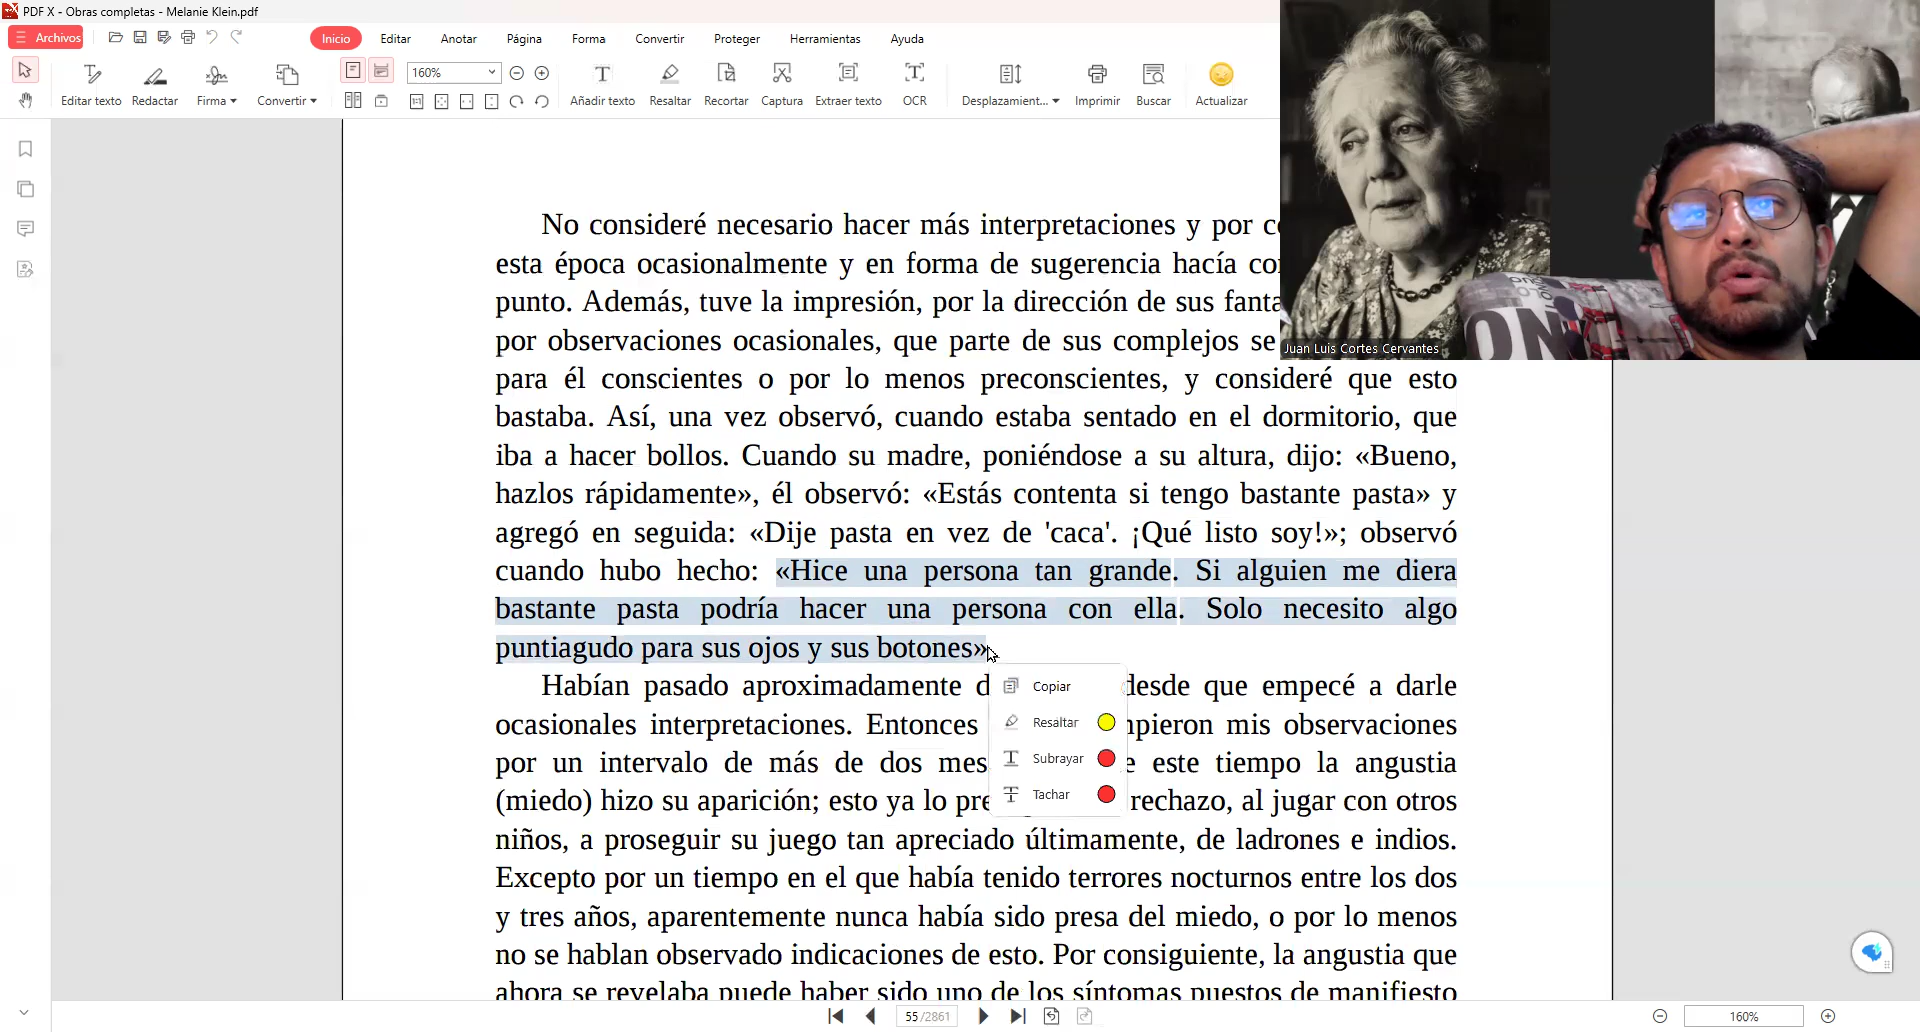 PDF X - Obras completas - Melanie Klein.pdf
Archivos
Inicio
Editar
Anotar
Página
Forma
Convertir
Proteger
Herramientas
Ayuda
160%
Editar texto
Redactar
Firma
Convertir
Añadir texto
Resaltar
Recortar
Captura
Extraer texto
OCR
Desplazamient...
Imprimir
Buscar
Actualizar
No consideré necesario hacer más interpretaciones y por
esta época ocasionalmente y en forma de sugerencia hacía
punto. Además, tuve la impresión, por la dirección de sus
por observaciones ocasionales, que parte de sus complejos se
para él conscientes o por lo menos preconscientes, y consideré que esto
bastaba. Así, una vez observó, cuando estaba sentado en el dormitorio, que
iba a hacer bollos. Cuando su madre, poniéndose a su altura, dijo: «Bueno,
hazlos rápidamente», él observó: «Estás contenta si tengo bastante pasta» y
agregó en seguida: «Dije pasta en vez de 'caca'. ¡Qué listo soy!»; observó
cuando hubo hecho: «Hice una persona tan grande. Si alguien me diera
bastante pasta podría hacer una persona con ella. Solo necesito algo
puntiagudo para sus ojos y sus botones»
Habían pasado aproximadamente desde que empecé a darle
ocasionales interpretaciones. Entonces mis observaciones
por un intervalo de más de dos este tiempo la angustia
(miedo) hizo su aparición; esto ya lo rechazo, al jugar con otros
niños, a proseguir su juego tan apreciado últimamente, de ladrones e indios.
Excepto por un tiempo en el que había tenido terrores nocturnos entre los dos
y tres años, aparentemente nunca había sido presa del miedo, o por lo menos
no se hablan observado indicaciones de esto. Por consiguiente, la angustia que
ahora se revelaba puede haber sido uno de los síntomas puestos de manifiesto
Copiar
Resaltar
Subrayar
Tachar
Juan Luis Cortes Cervantes
55 /2861
160%